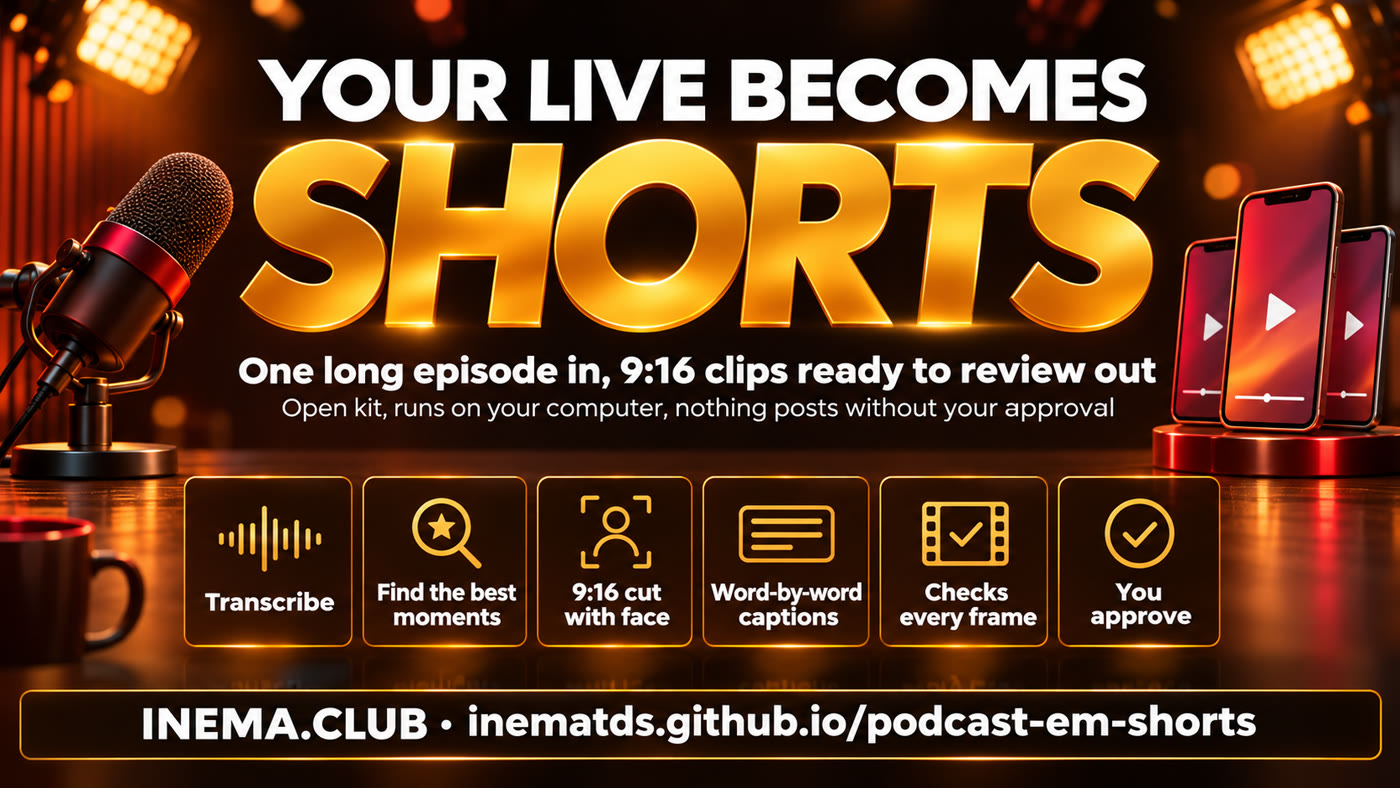 YOUR LIVE BECOMES
SHORTS
One long episode in, 9:16 clips ready to review out
Open kit, runs on your computer, nothing posts without your approval
Transcribe
Find the best
moments
9:16 cut
with face
Word-by-word
captions
Checks
every frame
You
approve
INEMA.CLUB • inematds.github.io/podcast-em-shorts